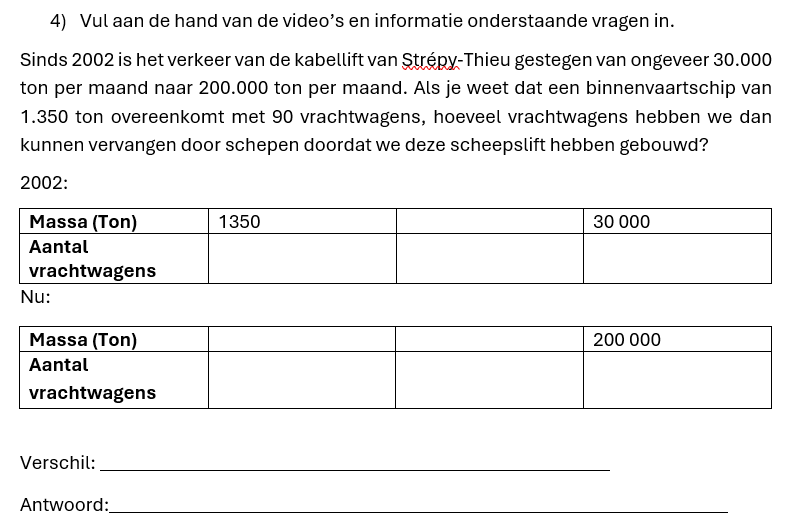 4) Vul aan de hand van de video's en informatie onderstaande vragen in.
Sinds 2002 is het verkeer van de kabellift van Strépy-Thieu gestegen van ongeveer 30.000
ton per maand naar 200.000 ton per maand. Als je weet dat een binnenvaartschip van
1.350 ton overeenkomt met 90 vrachtwagens, hoeveel vrachtwagens hebben we dan
kunnen vervangen door schepen doordat we deze scheepslift hebben gebouwd?
2002:
Massa (Ton) 1350 30 000
Aantal
vrachtwagens
Nu:
Massa (Ton) 200 000
Aantal
vrachtwagens
Verschil:
Antwoord: